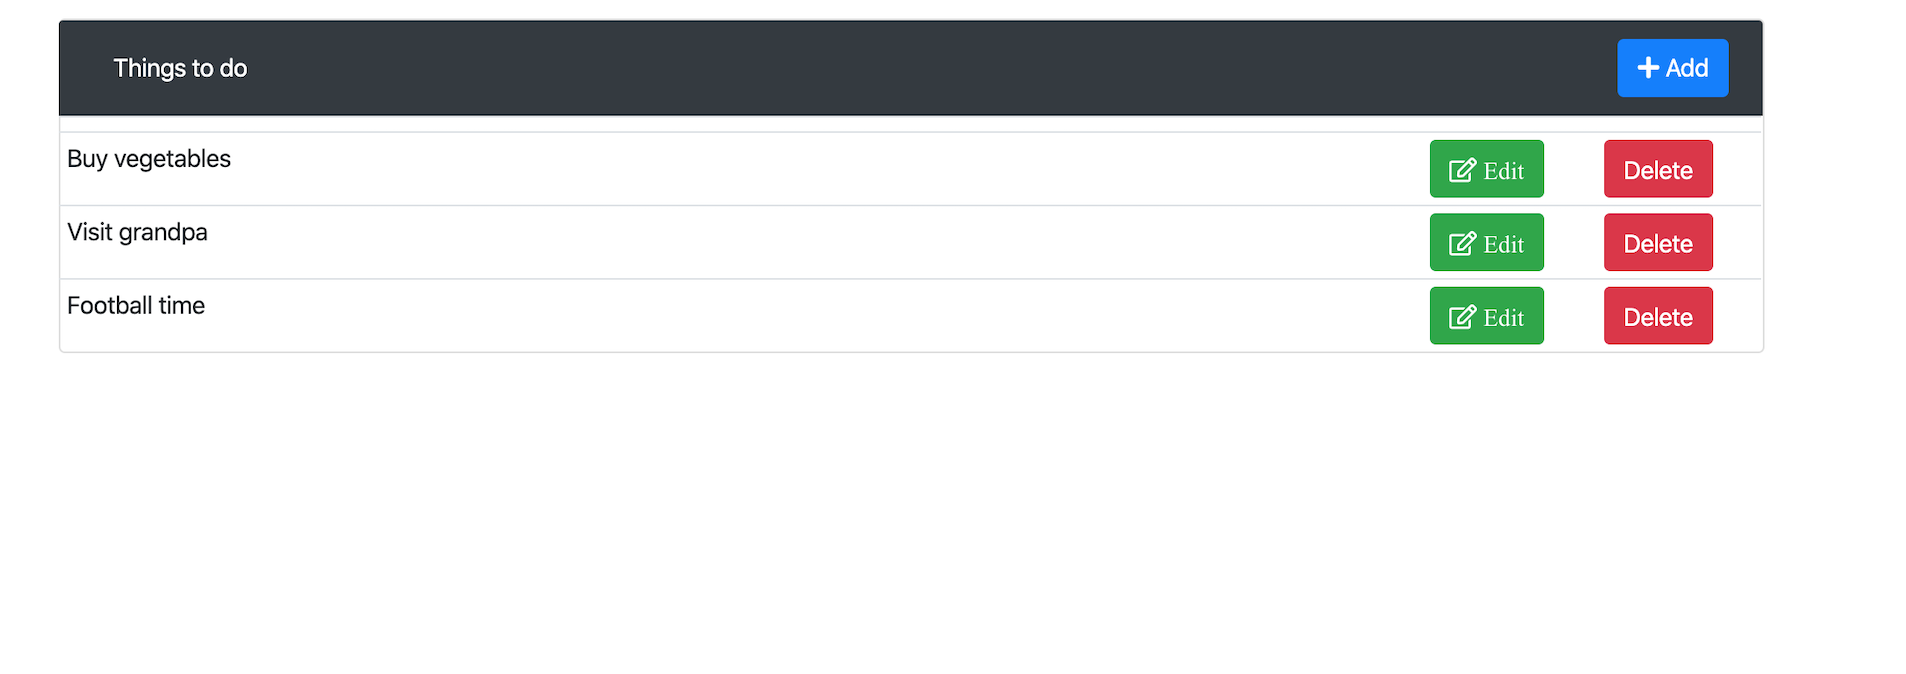 Things to do
Add
Buy vegetables Edit Delete
Visit grandpa Edit Delete
Football time Edit Delete